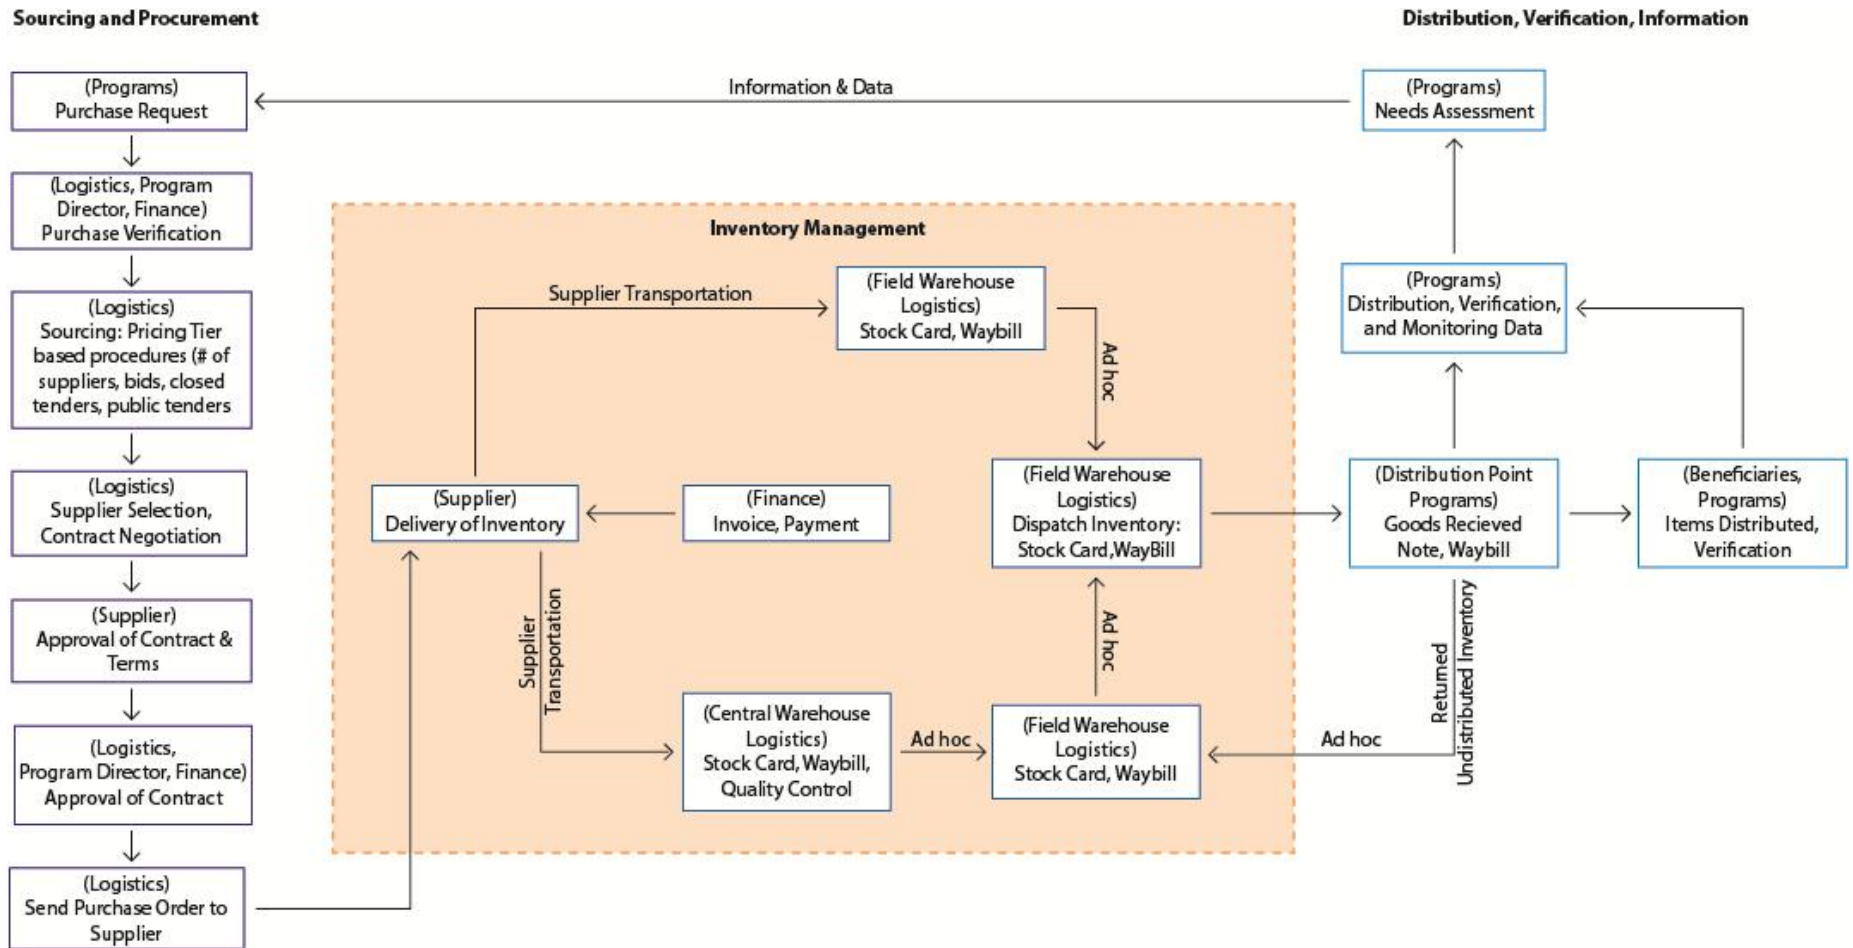 Sourcing and Procurement
Distribution, Verification, Information
(Programs)
Purchase Request
Information & Data
(Programs)
Needs Assessment
(Logistics, Program
Director, Finance)
Purchase Verification
(Logistics)
Sourcing: Pricing Tier
based procedures (# of
suppliers, bids, closed
tenders, public tenders
(Logistics)
Supplier Selection,
Contract Negotiation
(Supplier)
Approval of Contract &
Terms
(Logistics,
Program Director, Finance)
Approval of Contract
(Logistics)
Send Purchase Order to
Supplier
Inventory Management
Supplier Transportation
(Field Warehouse
Logistics)
Stock Card, Waybill
Ad hoc
(Supplier)
Delivery of Inventory
(Finance)
Invoice, Payment
(Field Warehouse
Logistics)
Dispatch Inventory:
Stock Card,WayBill
Supplier
Transportation
Ad hoc
(Central Warehouse
Logistics)
Stock Card, Waybill,
Quality Control
Ad hoc
(Field Warehouse
Logistics)
Stock Card, Waybill
(Programs)
Distribution, Verification,
and Monitoring Data
(Distribution Point
Programs)
Goods Recieved
Note, Waybill
(Beneficiaries,
Programs)
Items Distributed,
Verification
Returned
Undistributed Inventory
Ad hoc